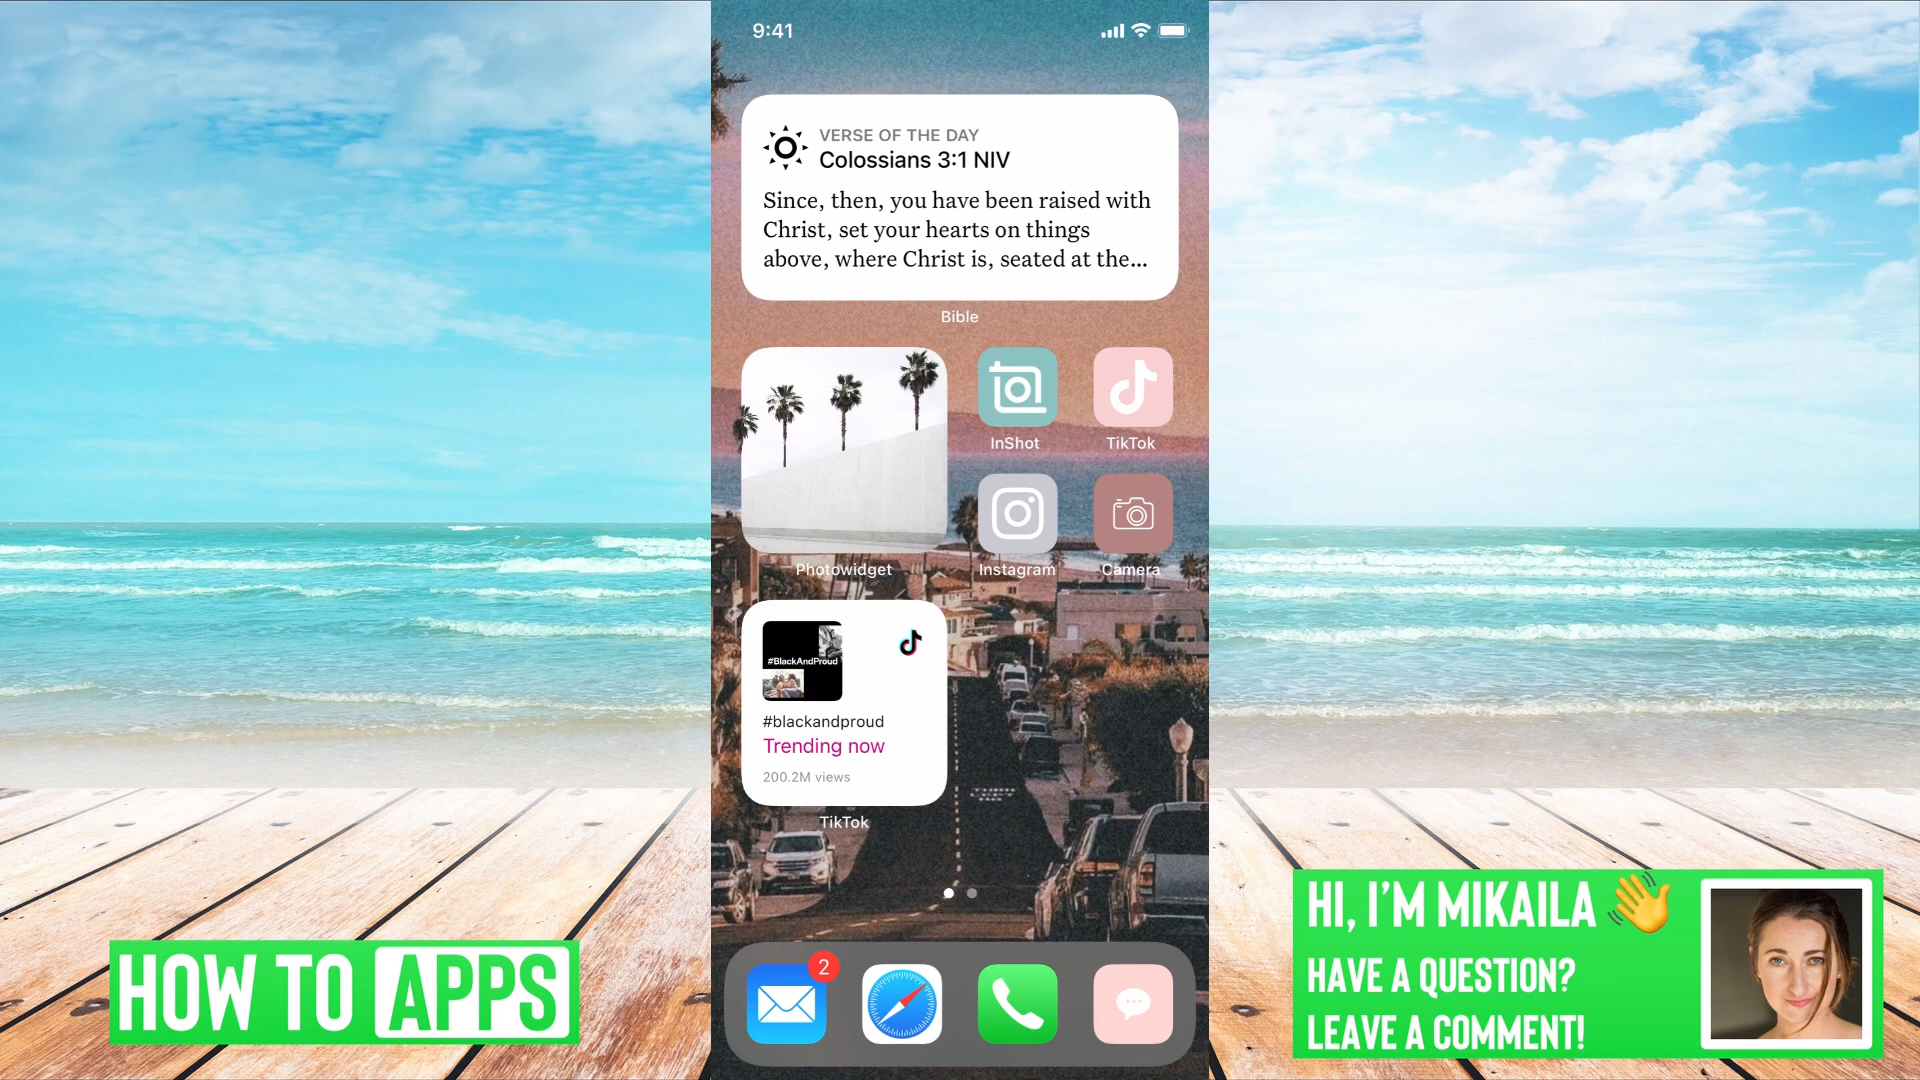 9:41
VERSE OF THE DAY
Colossians 3:1 NIV
Since, then, you have been raised with
Christ, set your hearts on things
above, where Christ is, seated at the...
Bible
InShot
TikTok
Instagram
Camera
Photowidget
#BlackAndProud
#blackandproud
Trending now
200.2M views
TikTok
2
HOW TO APPS
HI, I'M MIKAILA 👋
HAVE A QUESTION?
LEAVE A COMMENT!